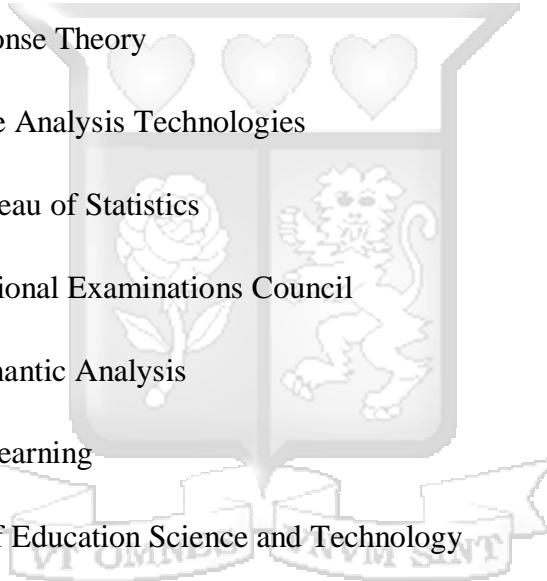 onse Theory
e Analysis Technologies
eau of Statistics
ional Examinations Council
nantic Analysis
earning
f Education Science and Technology
VT OMNES VNVM SINT